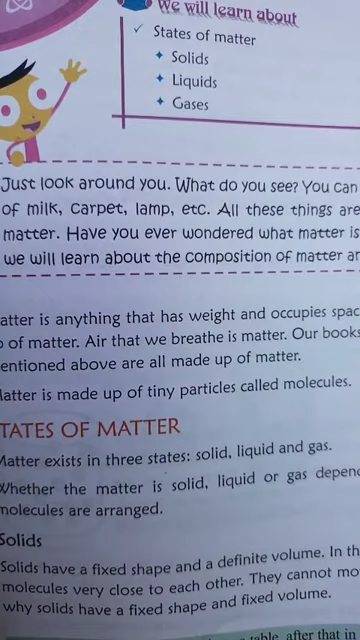 We will learn about
✓ States of matter
✦ Solids
✦ Liquids
✦ Gases
Just look around you. What do you see? You can
of milk, carpet, lamp, etc. All these things are
matter. Have you ever wondered what matter is
we will learn about the composition of matter
atter is anything that has weight and occupies spac
of matter. Air that we breathe is matter. Our books
entioned above are all made up of matter.
atter is made up of tiny particles called molecules.
TATES OF MATTER
Matter exists in three states: solid, liquid and gas.
Whether the matter is solid, liquid or gas depen
molecules are arranged.
Solids
Solids have a fixed shape and a definite volume. In th
molecules very close to each other. They cannot mo
why solids have a fixed shape and fixed volume.
table, after that in